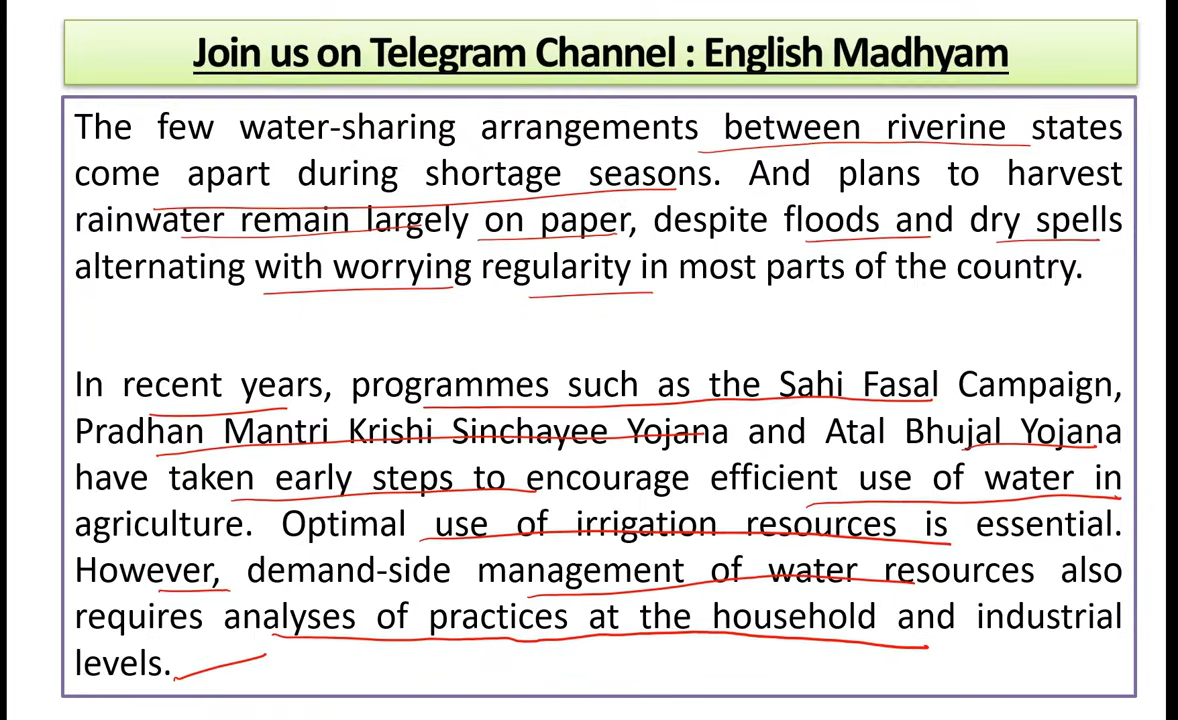 Join us on Telegram Channel : English Madhyam
The few water-sharing arrangements between riverine states
come apart during shortage seasons. And plans to harvest
rainwater remain largely on paper, despite floods and dry spells
alternating with worrying regularity in most parts of the country.
In recent years, programmes such as the Sahi Fasal Campaign,
Pradhan Mantri Krishi Sinchayee Yojana and Atal Bhujal Yojana
have taken early steps to encourage efficient use of water in
agriculture. Optimal use of irrigation resources is essential.
However, demand-side management of water resources also
requires analyses of practices at the household and industrial
levels.